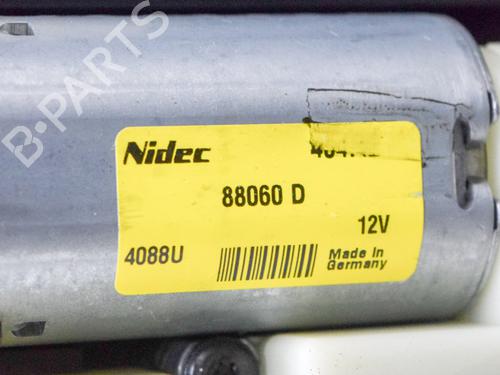 B-PARTS
Nidec
88060 D
12V
4088U
Made In
Germany